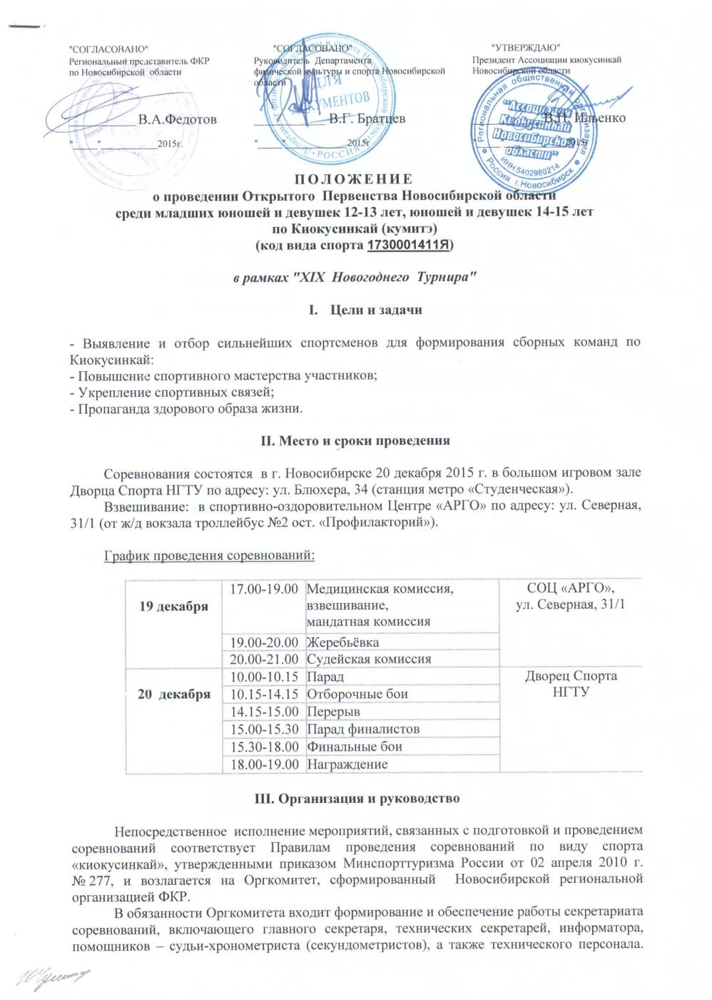 "СОГЛАСОВАНО"
Региональный представитель ФКР
по Новосибирской области
____________ В.А.Федотов
"_____"____________2015г.
"СОГЛАСОВАНО"
Руководитель Департамента
физической культуры и спорта Новосибирской
области
ДЛЯ
ДОКУМЕНТОВ
РОССИЯ
__________ В.Г. Братцев
"_____"____________2015г
"УТВЕРЖДАЮ"
Президент Ассоциации киокусинкай
Новосибирской области
Региональная общественная организация
"Ассоциация
Киокусинкай
Новосибирской
области"
ИНН 5402980214
Россия г.Новосибирск
В.П. Ильенко
2015г
ПОЛОЖЕНИЕ
о проведении Открытого Первенства Новосибирской области
среди младших юношей и девушек 12-13 лет, юношей и девушек 14-15 лет
по Киокусинкай (кумитэ)
(код вида спорта 1730001411Я)
в рамках "XIX Новогоднего Турнира"
I. Цели и задачи
- Выявление и отбор сильнейших спортсменов для формирования сборных команд по
Киокусинкай:
- Повышение спортивного мастерства участников;
- Укрепление спортивных связей;
- Пропаганда здорового образа жизни.
II. Место и сроки проведения
Соревнования состоятся в г. Новосибирске 20 декабря 2015 г. в большом игровом зале
Дворца Спорта НГТУ по адресу: ул. Блюхера, 34 (станция метро «Студенческая»).
Взвешивание: в спортивно-оздоровительном Центре «АРГО» по адресу: ул. Северная,
31/1 (от ж/д вокзала троллейбус №2 ост. «Профилакторий»).
График проведения соревнований:
19 декабря
17.00-19.00 Медицинская комиссия,
взвешивание,
мандатная комиссия
СОЦ «АРГО»,
ул. Северная, 31/1
19.00-20.00 Жеребьёвка
20.00-21.00 Судейская комиссия
20 декабря
10.00-10.15 Парад
Дворец Спорта
НГТУ
10.15-14.15 Отборочные бои
14.15-15.00 Перерыв
15.00-15.30 Парад финалистов
15.30-18.00 Финальные бои
18.00-19.00 Награждение
III. Организация и руководство
Непосредственное исполнение мероприятий, связанных с подготовкой и проведением
соревнований соответствует Правилам проведения соревнований по виду спорта
«киокусинкай», утвержденными приказом Минспорттуризма России от 02 апреля 2010 г.
№ 277, и возлагается на Оргкомитет, сформированный Новосибирской региональной
организацией ФКР.
В обязанности Оргкомитета входит формирование и обеспечение работы секретариата
соревнований, включающего главного секретаря, технических секретарей, информатора,
помощников – судьи-хронометриста (секундометристов), а также технического персонала.